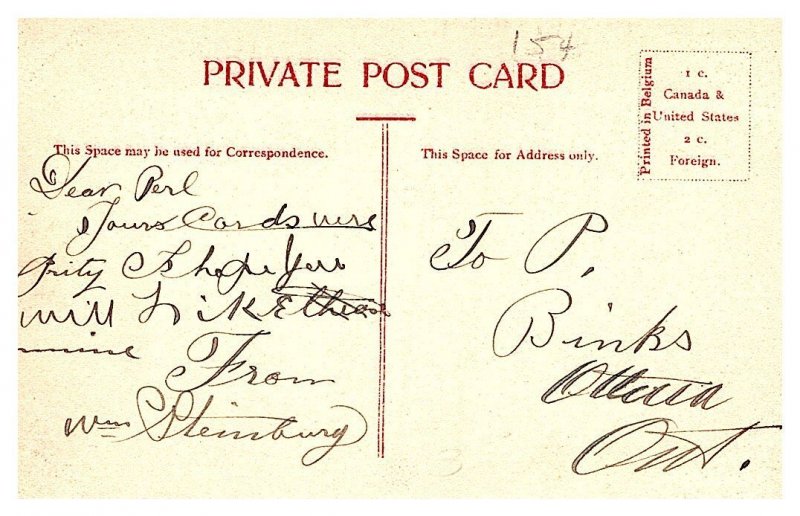 154
PRIVATE POST CARD
Printed in Belgium
1 c.
Canada &
United States
2 c.
Foreign.
This Space may be used for Correspondence.
This Space for Address only.
Dear Perl
Yours Cards were
prity I hope you
will Like these
mine
From
Wm Steinburg
To P.
Binks
Ottawa
Ont.